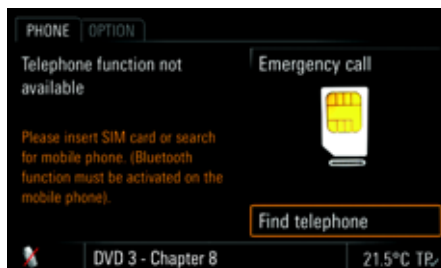 PHONE OPTION
Telephone function not
available
Emergency call
Please insert SIM card or search
for mobile phone. (Bluetooth
function must be activated on the
mobile phone).
Find telephone
DVD 3 - Chapter 8
21.5°C TP